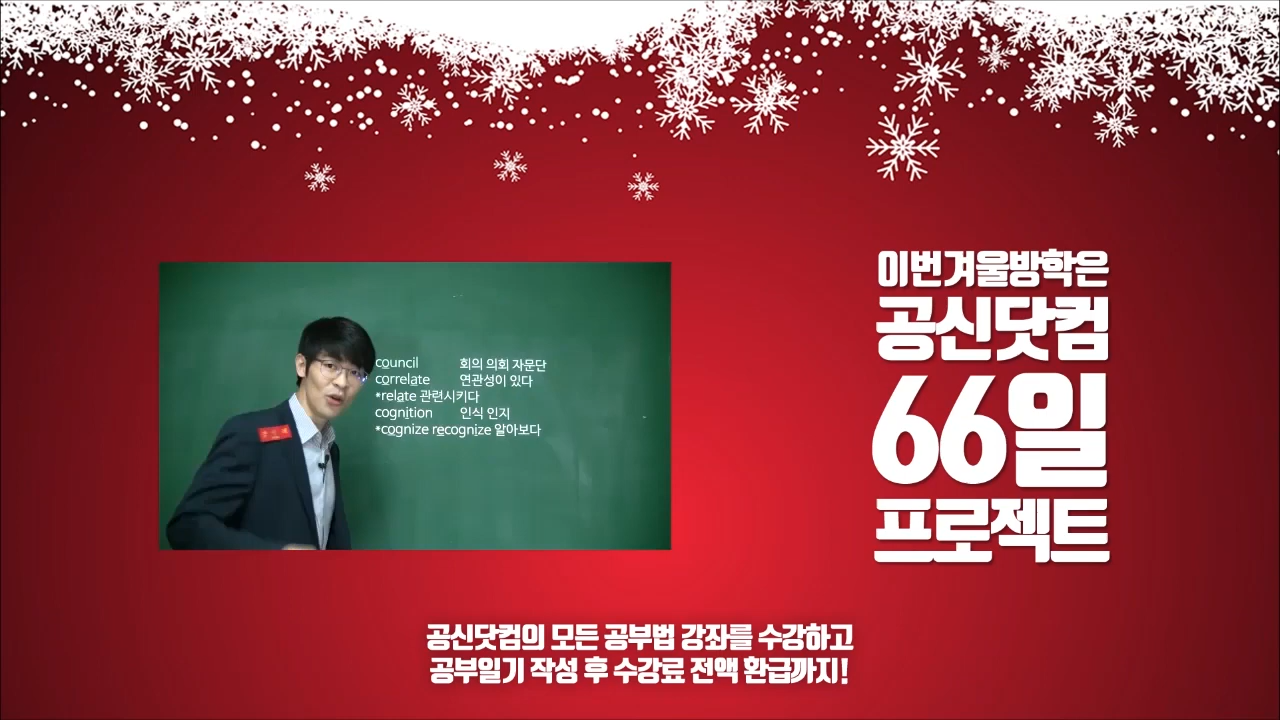 이번겨울방학은
공신닷컴
66일
프로젝트
council 회의 의회 자문단
correlate 연관성이 있다
*relate 관련시키다
cognition 인식 인지
*cognize recognize 알아보다
공신닷컴의 모든 공부법 강좌를 수강하고
공부일기 작성 후 수강료 전액 환급까지!